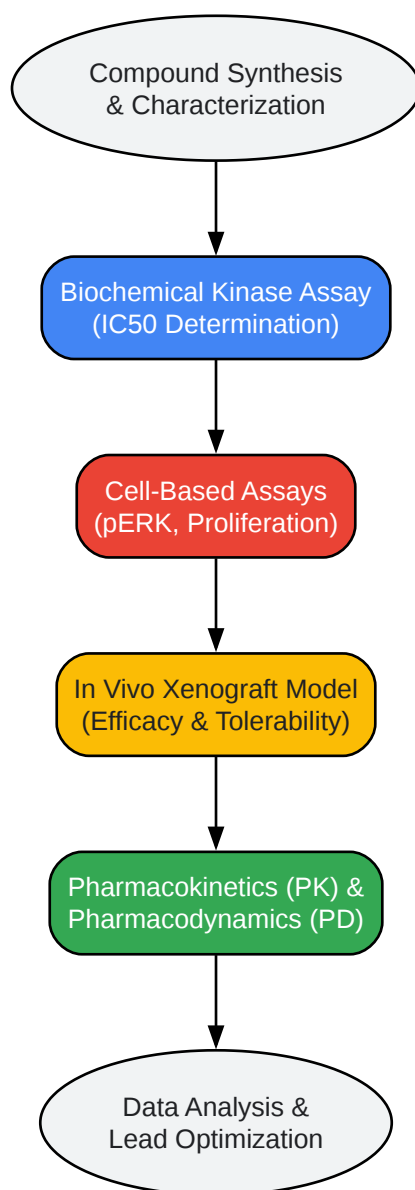 Compound Synthesis
& Characterization
Biochemical Kinase Assay
(IC50 Determination)
Cell-Based Assays
(pERK, Proliferation)
In Vivo Xenograft Model
(Efficacy & Tolerability)
Pharmacokinetics (PK) &
Pharmacodynamics (PD)
Data Analysis &
Lead Optimization